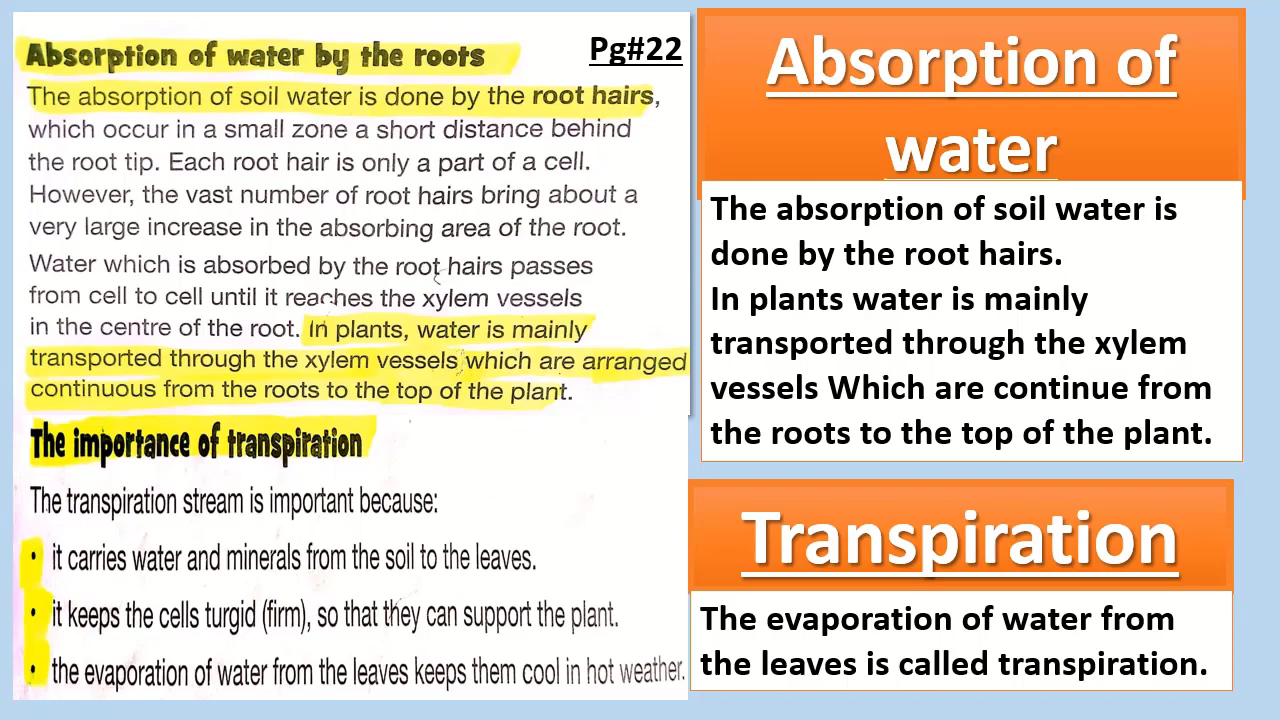 Absorption of water by the roots
Pg#22
The absorption of soil water is done by the root hairs,
which occur in a small zone a short distance behind
the root tip. Each root hair is only a part of a cell.
However, the vast number of root hairs bring about a
very large increase in the absorbing area of the root.
Water which is absorbed by the root hairs passes
from cell to cell until it reaches the xylem vessels
in the centre of the root. In plants, water is mainly
transported through the xylem vessels which are arranged
continuous from the roots to the top of the plant.
The importance of transpiration
The transpiration stream is important because:
• it carries water and minerals from the soil to the leaves.
• it keeps the cells turgid (firm), so that they can support the plant.
• the evaporation of water from the leaves keeps them cool in hot weather.
Absorption of
water
The absorption of soil water is
done by the root hairs.
In plants water is mainly
transported through the xylem
vessels Which are continue from
the roots to the top of the plant.
Transpiration
The evaporation of water from
the leaves is called transpiration.